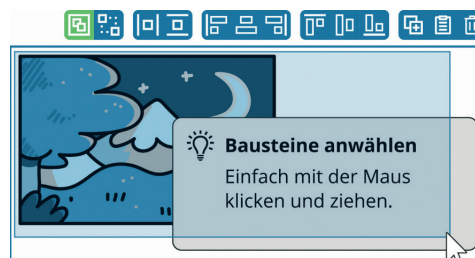 Bausteine anwählen
Einfach mit der Maus
klicken und ziehen.